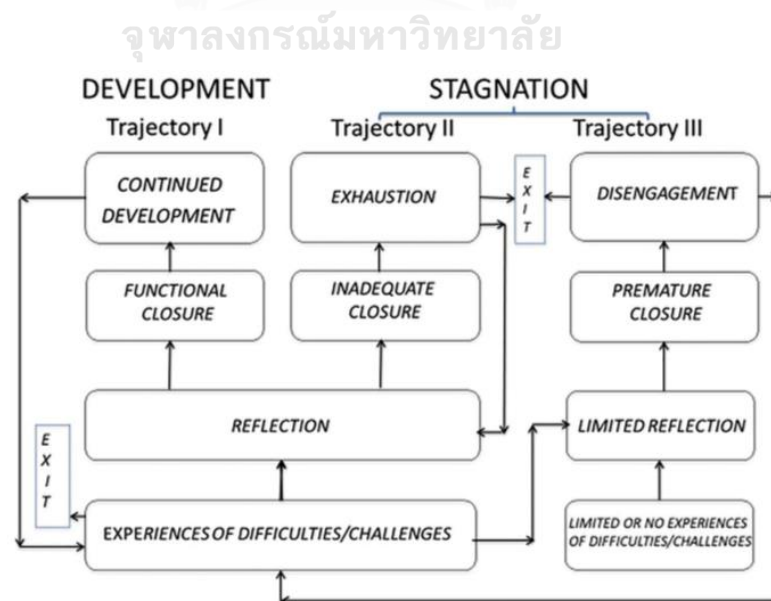 จุฬาลงกรณ์มหาวิทยาลัย
DEVELOPMENT
STAGNATION
Trajectory I
Trajectory II
Trajectory III
CONTINUED
DEVELOPMENT
EXHAUSTION
E
X
I
T
DISENGAGEMENT
FUNCTIONAL
CLOSURE
INADEQUATE
CLOSURE
PREMATURE
CLOSURE
REFLECTION
LIMITED REFLECTION
E
X
I
T
EXPERIENCES OF DIFFICULTIES/CHALLENGES
LIMITED OR NO EXPERIENCES
OF DIFFICULTIES/CHALLENGES